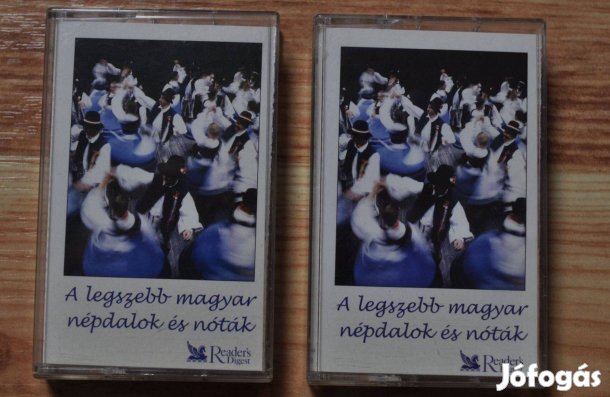 A legszebb magyar
népdalok és nóták
Reader's
Digest
A legszebb magyar
népdalok és nóták
Reader's
Jófogás